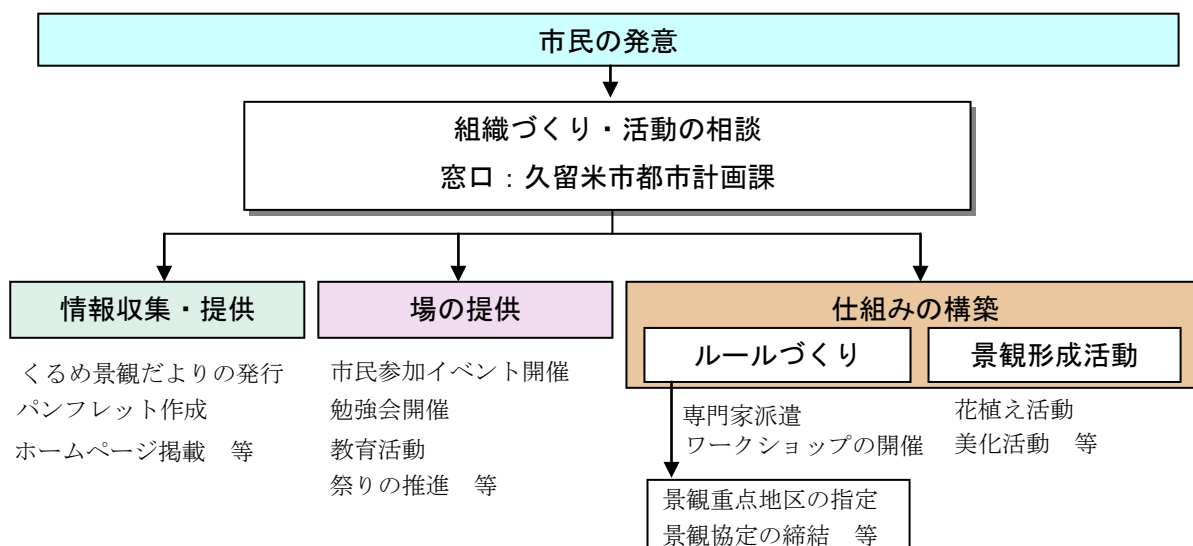 市民の発意
組織づくり・活動の相談
窓口：久留米市都市計画課
情報収集・提供
くるめ景観だよりの発行
パンフレット作成
ホームページ掲載　等
場の提供
市民参加イベント開催
勉強会開催
教育活動
祭りの推進　等
仕組みの構築
ルールづくり
専門家派遣
ワークショップの開催
景観重点地区の指定
景観協定の締結　等
景観形成活動
花植え活動
美化活動　等